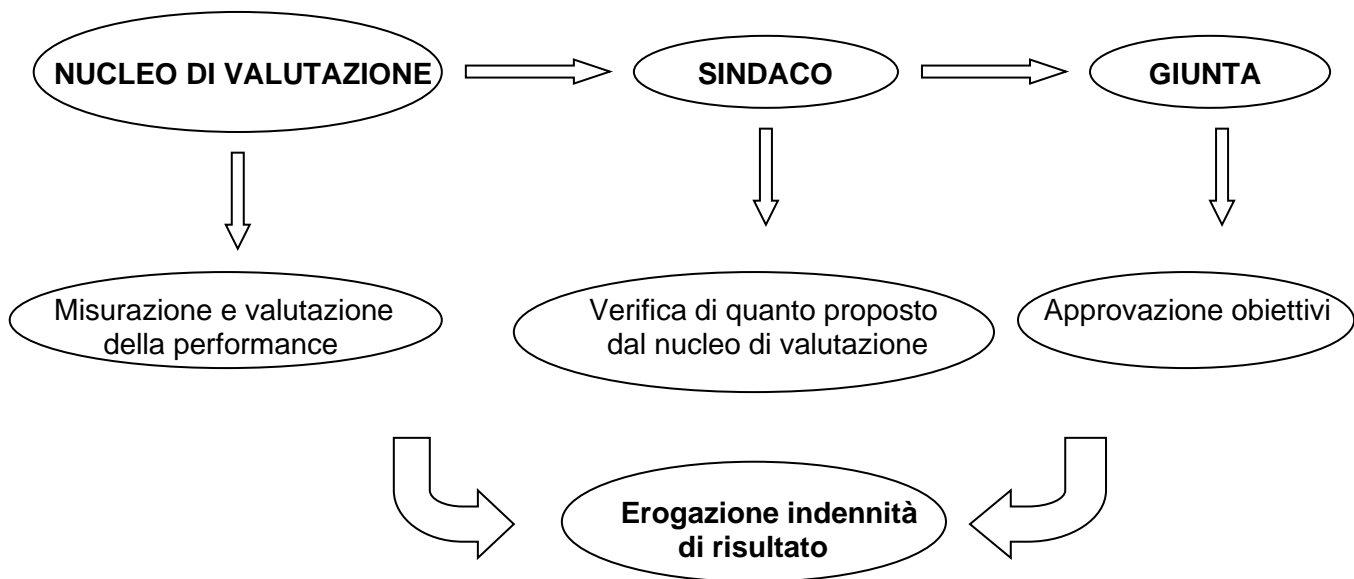 NUCLEO DI VALUTAZIONE
SINDACO
GIUNTA
Misurazione e valutazione
della performance
Verifica di quanto proposto
dal nucleo di valutazione
Approvazione obiettivi
Erogazione indennità
di risultato